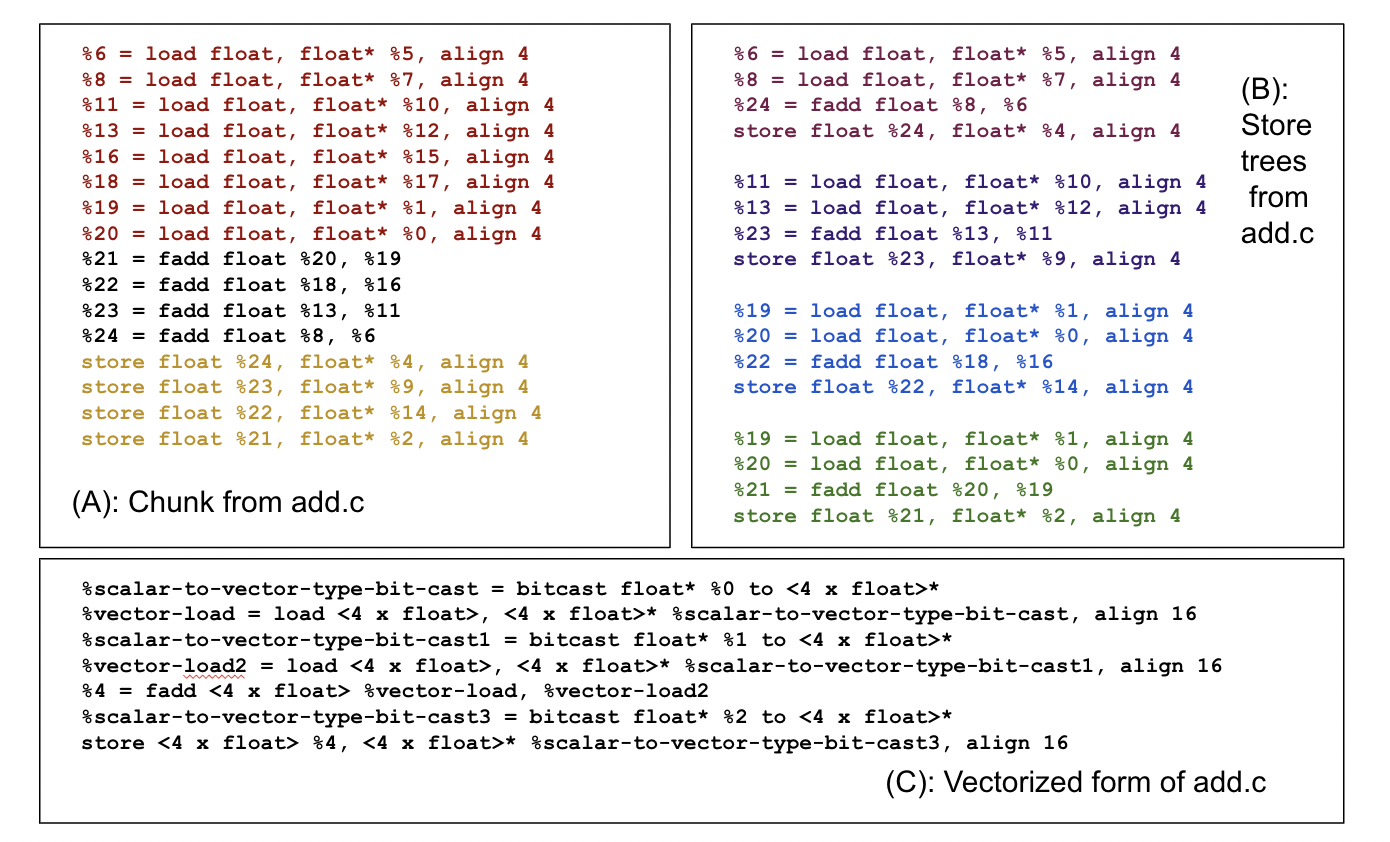 %6 = load float, float* %5, align 4
%8 = load float, float* %7, align 4
%11 = load float, float* %10, align 4
%13 = load float, float* %12, align 4
%16 = load float, float* %15, align 4
%18 = load float, float* %17, align 4
%19 = load float, float* %1, align 4
%20 = load float, float* %0, align 4
%21 = fadd float %20, %19
%22 = fadd float %18, %16
%23 = fadd float %13, %11
%24 = fadd float %8, %6
store float %24, float* %4, align 4
store float %23, float* %9, align 4
store float %22, float* %14, align 4
store float %21, float* %2, align 4
(A): Chunk from add.c
%6 = load float, float* %5, align 4
%8 = load float, float* %7, align 4
%24 = fadd float %8, %6
store float %24, float* %4, align 4
%11 = load float, float* %10, align 4
%13 = load float, float* %12, align 4
%23 = fadd float %13, %11
store float %23, float* %9, align 4
%19 = load float, float* %1, align 4
%20 = load float, float* %0, align 4
%22 = fadd float %18, %16
store float %22, float* %14, align 4
%19 = load float, float* %1, align 4
%20 = load float, float* %0, align 4
%21 = fadd float %20, %19
store float %21, float* %2, align 4
(B):
Store
trees
from
add.c
%scalar-to-vector-type-bit-cast = bitcast float* %0 to <4 x float>*
%vector-load = load <4 x float>, <4 x float>* %scalar-to-vector-type-bit-cast, align 16
%scalar-to-vector-type-bit-cast1 = bitcast float* %1 to <4 x float>*
%vector-load2 = load <4 x float>, <4 x float>* %scalar-to-vector-type-bit-cast1, align 16
%4 = fadd <4 x float> %vector-load, %vector-load2
%scalar-to-vector-type-bit-cast3 = bitcast float* %2 to <4 x float>*
store <4 x float> %4, <4 x float>* %scalar-to-vector-type-bit-cast3, align 16
(C): Vectorized form of add.c